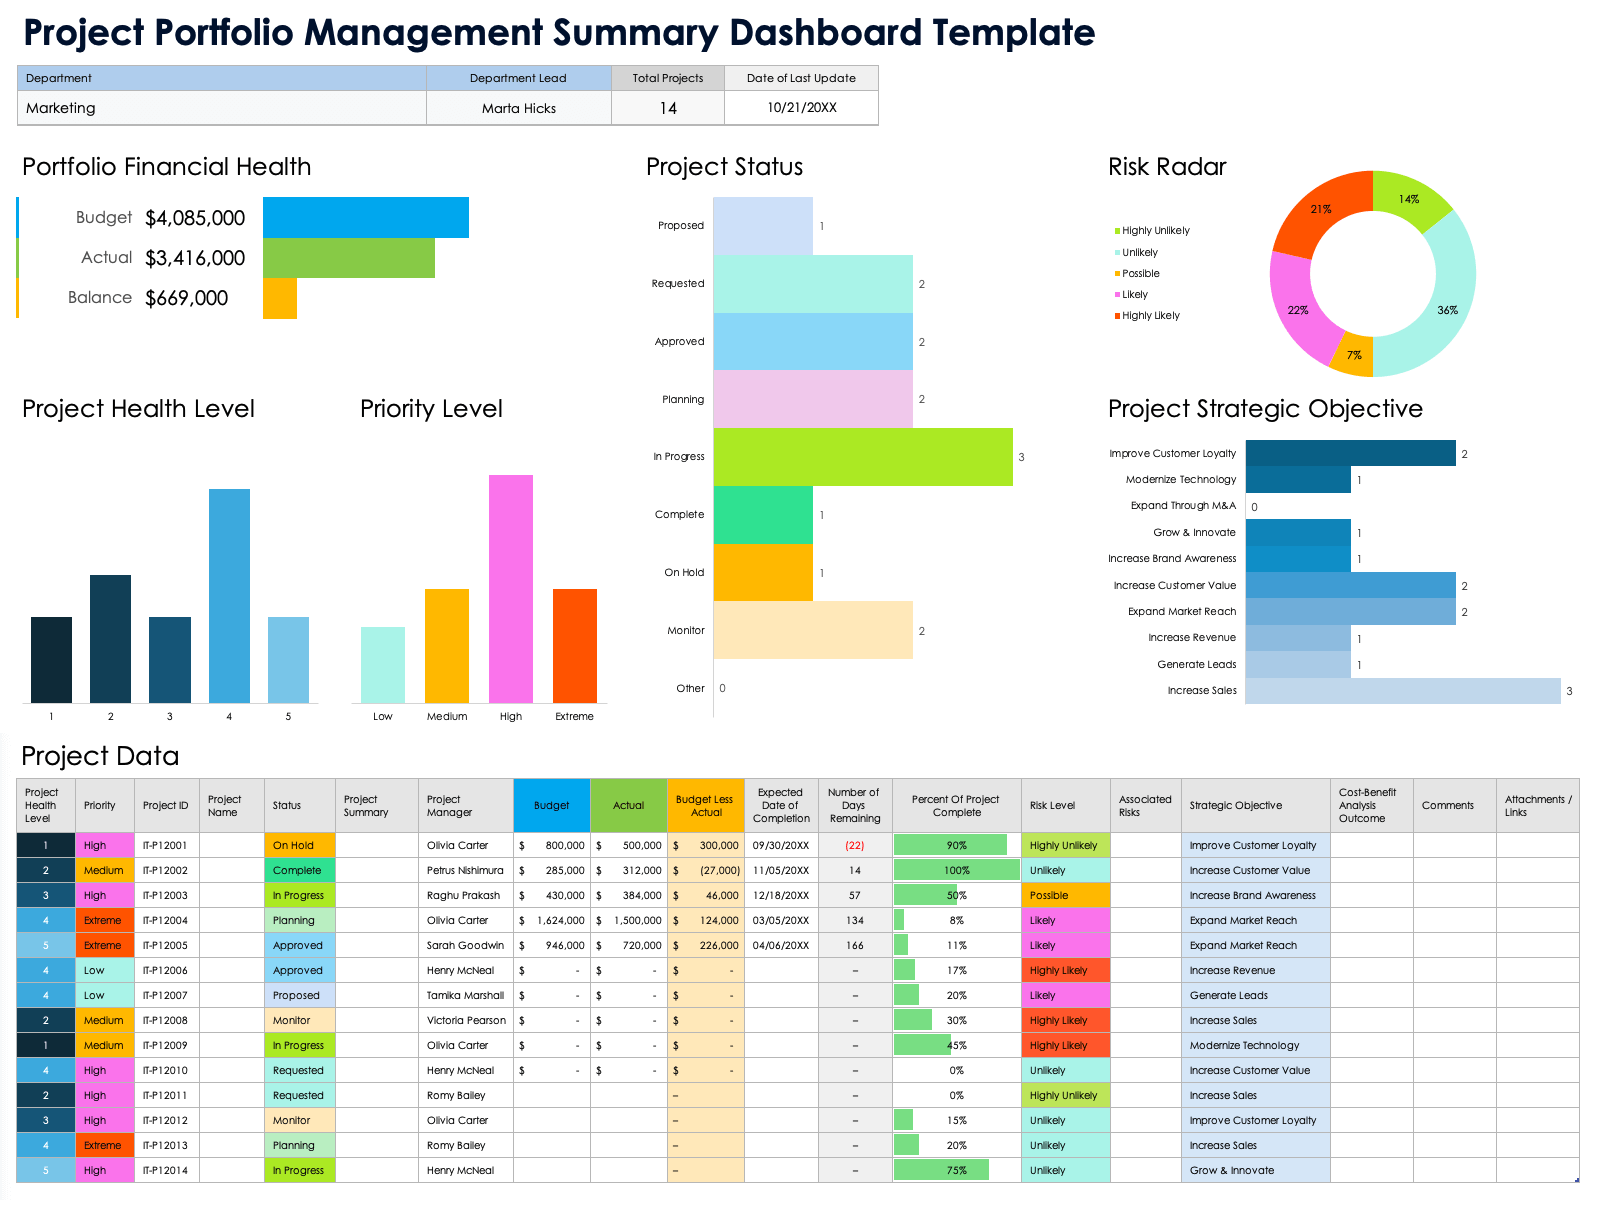 Project Portfolio Management Summary Dashboard Template
Department Department Lead Total Projects Date of Last Update
Marketing Marta Hicks 14 10/21/20XX
Portfolio Financial Health
Budget $4,085,000
Actual $3,416,000
Balance $669,000
Project Status
Proposed 1
Requested 2
Approved 2
Planning 2
In Progress 3
Complete 1
On Hold 1
Monitor 2
Other 0
Risk Radar
Highly Unlikely
Unlikely
Possible
Likely
Highly Likely
14%
36%
7%
22%
21%
Project Health Level
1 2 3 4 5
Priority Level
Low Medium High Extreme
Project Strategic Objective
Improve Customer Loyalty 2
Modernize Technology 1
Expand Through M&A 0
Grow & Innovate 1
Increase Brand Awareness 1
Increase Customer Value 2
Expand Market Reach 2
Increase Revenue 1
Generate Leads 1
Increase Sales 3
Project Data
Project Health Level Priority Project ID Project Name Status Project Summary Project Manager Budget Actual Budget Less Actual Expected Date of Completion Number of Days Remaining Percent Of Project Complete Risk Level Associated Risks Strategic Objective Cost-Benefit Analysis Outcome Comments Attachments / Links
1 High IT-P12001 On Hold Olivia Carter $ 800,000 $ 500,000 $ 300,000 09/30/20XX (22) 90% Highly Unlikely Improve Customer Loyalty
2 Medium IT-P12002 Complete Petrus Nishimura $ 285,000 $ 312,000 $ (27,000) 11/05/20XX 14 100% Unlikely Increase Customer Value
3 High IT-P12003 In Progress Raghu Prakash $ 430,000 $ 384,000 $ 46,000 12/18/20XX 57 50% Possible Increase Brand Awareness
4 Extreme IT-P12004 Planning Olivia Carter $ 1,624,000 $ 1,500,000 $ 124,000 03/05/20XX 134 8% Likely Expand Market Reach
5 Extreme IT-P12005 Approved Sarah Goodwin $ 946,000 $ 720,000 $ 226,000 04/06/20XX 166 11% Likely Expand Market Reach
4 Low IT-P12006 Approved Henry McNeal $ - $ - $ - – 17% Highly Likely Increase Revenue
4 Low IT-P12007 Proposed Tamika Marshall $ - $ - $ - – 20% Likely Generate Leads
2 Medium IT-P12008 Monitor Victoria Pearson $ - $ - $ - – 30% Highly Likely Increase Sales
1 Medium IT-P12009 In Progress Olivia Carter $ - $ - $ - – 45% Highly Likely Modernize Technology
4 High IT-P12010 Requested Henry McNeal $ - $ - $ - – 0% Unlikely Increase Customer Value
2 High IT-P12011 Requested Romy Bailey – – 0% Highly Unlikely Increase Sales
3 High IT-P12012 Monitor Olivia Carter – – 15% Unlikely Improve Customer Loyalty
4 Extreme IT-P12013 Planning Romy Bailey – – 20% Unlikely Increase Sales
5 High IT-P12014 In Progress Henry McNeal – – 75% Unlikely Grow & Innovate